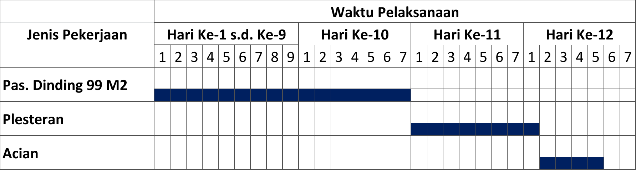 Waktu Pelaksanaan
Jenis Pekerjaan Hari Ke-1 s.d. Ke-9 Hari Ke-10 Hari Ke-11 Hari Ke-12
1 2 3 4 5 6 7 8 9 1 2 3 4 5 6 7 1 2 3 4 5 6 7 1 2 3 4 5 6 7
Pas. Dinding 99 M2
Plesteran
Acian